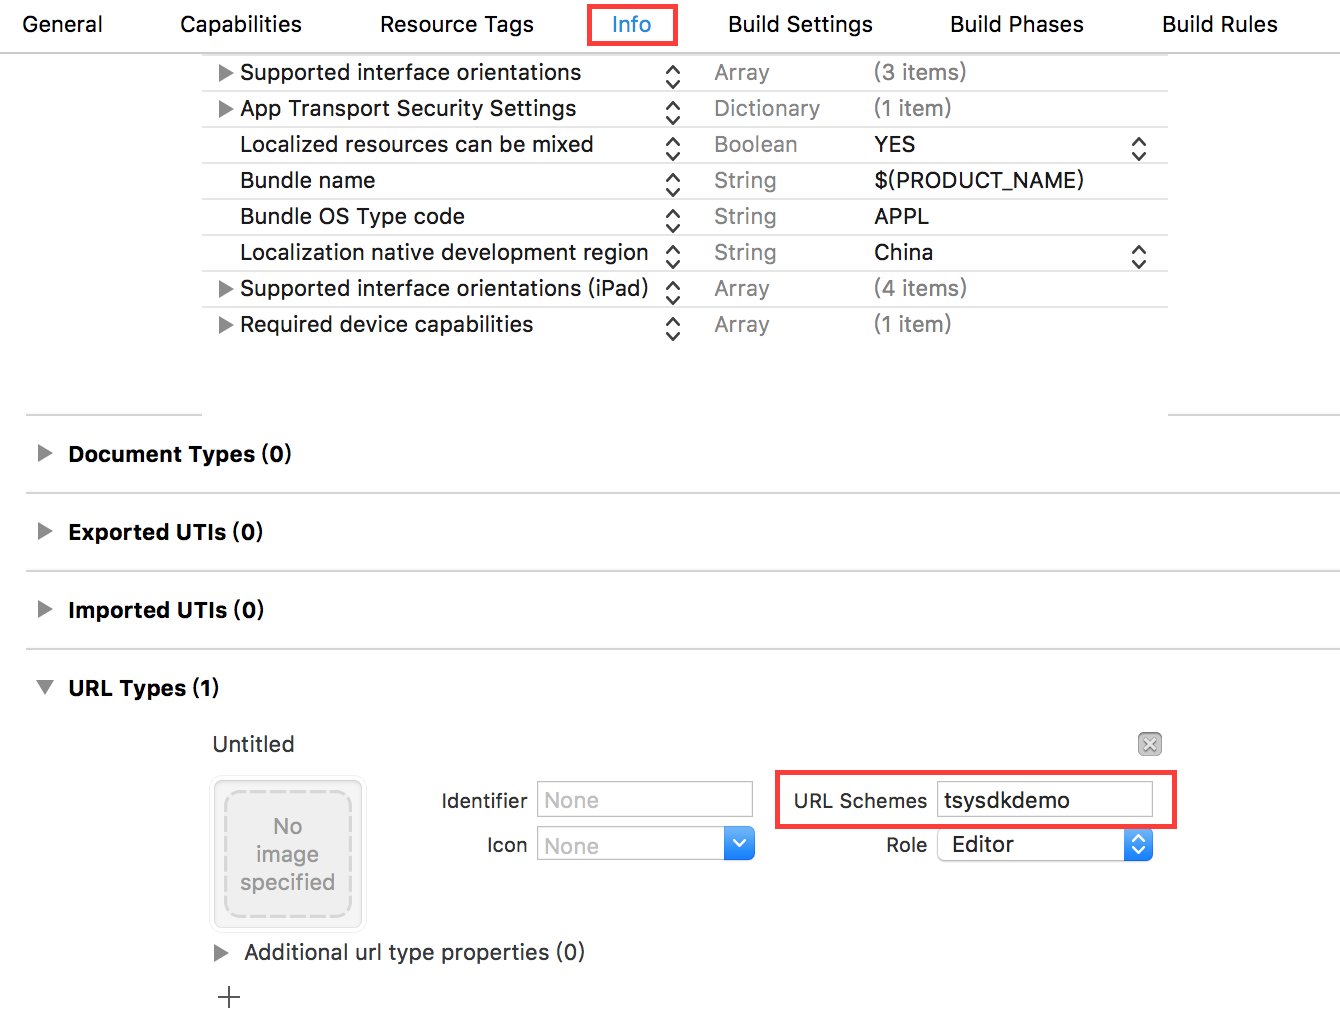 General Capabilities Resource Tags Info Build Settings Build Phases Build Rules
Supported interface orientations Array (3 items)
App Transport Security Settings Dictionary (1 item)
Localized resources can be mixed Boolean YES
Bundle name String $(PRODUCT_NAME)
Bundle OS Type code String APPL
Localization native development region String China
Supported interface orientations (iPad) Array (4 items)
Required device capabilities Array (1 item)
Document Types (0)
Exported UTIs (0)
Imported UTIs (0)
URL Types (1)
Untitled
No
image
specified
Identifier None URL Schemes tsysdkdemo
Icon None Role Editor
Additional url type properties (0)